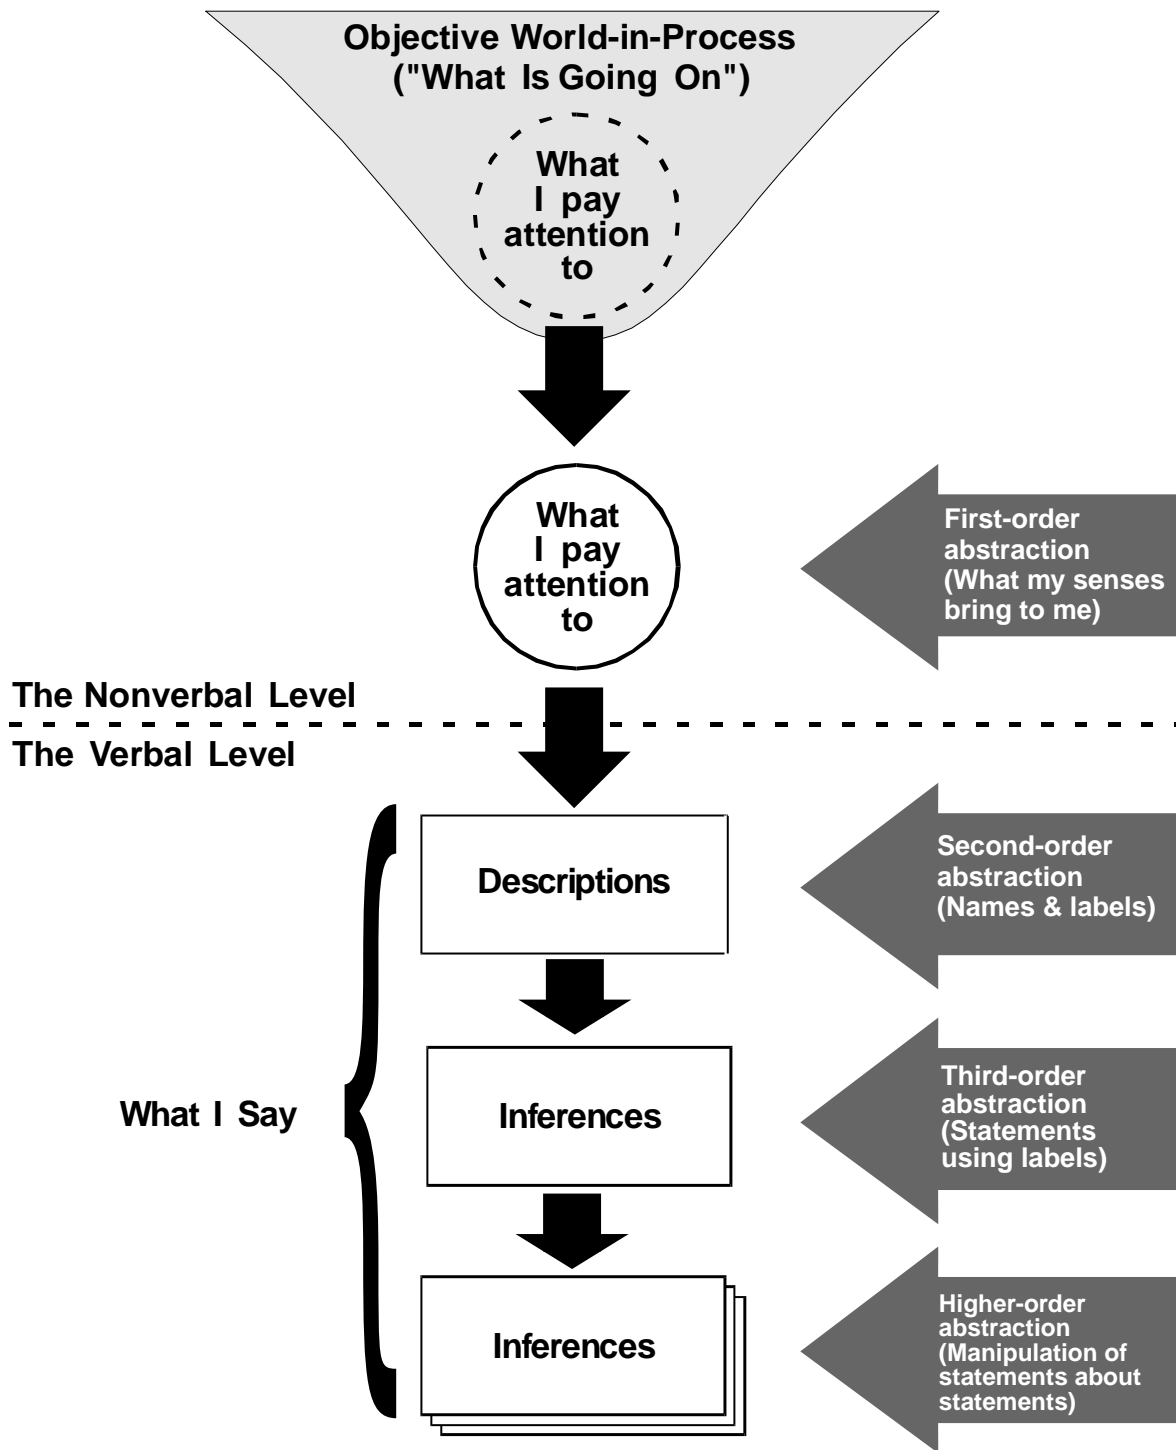 Objective World-in-Process
("What Is Going On")
What
I pay
attention
to
What
I pay
attention
to
First-order
abstraction
(What my senses
bring to me)
The Nonverbal Level
The Verbal Level
Descriptions
Second-order
abstraction
(Names & labels)
What I Say
Inferences
Third-order
abstraction
(Statements
using labels)
Inferences
Higher-order
abstraction
(Manipulation of
statements about
statements)